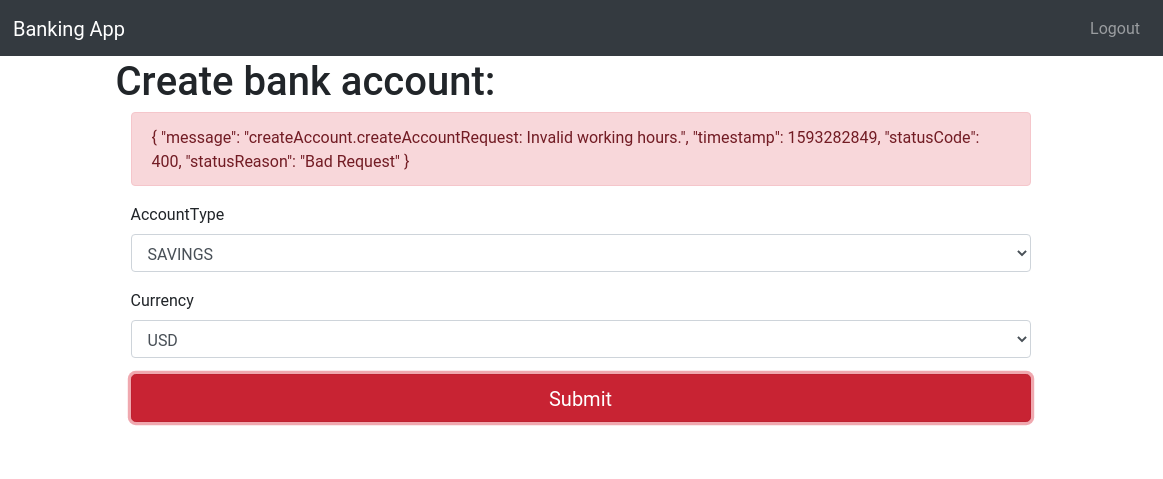 Banking App
Logout
Create bank account:
{ "message": "createAccount.createAccountRequest: Invalid working hours.", "timestamp": 1593282849, "statusCode":
400, "statusReason": "Bad Request" }
AccountType
SAVINGS
Currency
USD
Submit